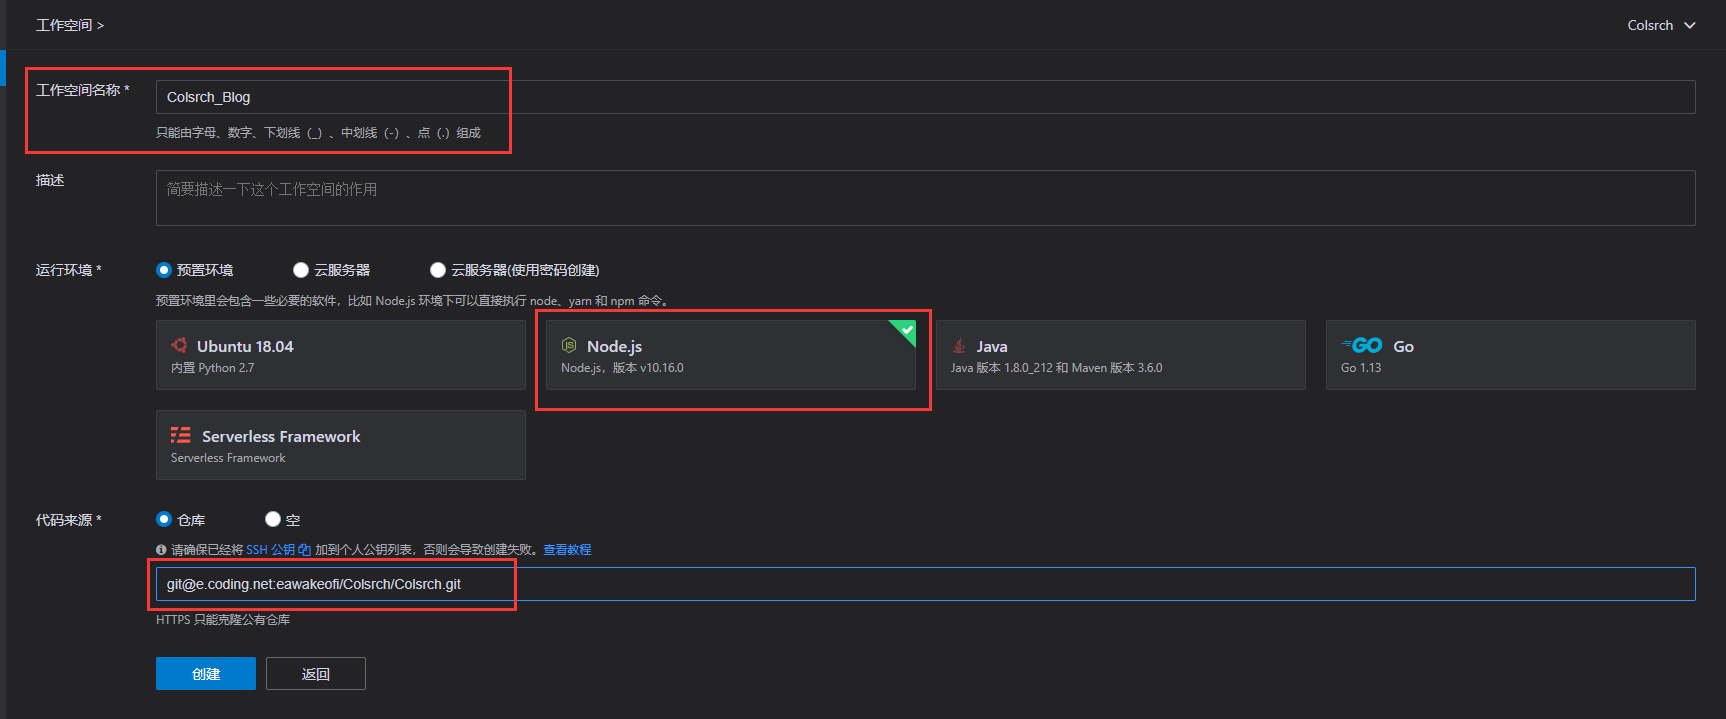 工作空间 >
Colsrch
工作空间名称 *
Colsrch_Blog
只能由字母、数字、下划线（_）、中划线（-）、点（.）组成
描述
简要描述一下这个工作空间的作用
运行环境 *
预置环境 云服务器 云服务器(使用密码创建)
预置环境里会包含一些必要的软件，比如 Node.js 环境下可以直接执行 node、yarn 和 npm 命令。
Ubuntu 18.04
内置 Python 2.7
Node.js
Node.js，版本 v10.16.0
Java
Java 版本 1.8.0_212 和 Maven 版本 3.6.0
GO Go
Go 1.13
Serverless Framework
Serverless Framework
代码来源 *
仓库 空
请确保已经将 SSH 公钥 加到个人公钥列表，否则会导致创建失败。查看教程
git@e.coding.net:eawakeofi/Colsrch/Colsrch.git
HTTPS 只能克隆公有仓库
创建 返回